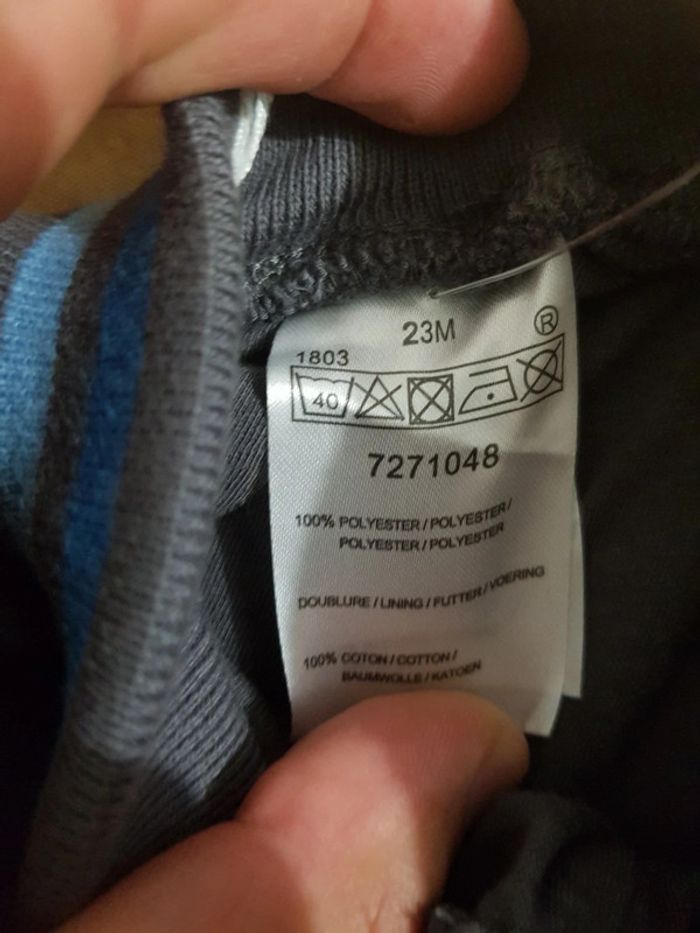 23M
®
1803
40
7271048
100% POLYESTER / POLYESTER /
POLYESTER / POLYESTER
DOUBLURE / LINING / FUTTER / VOERING
100% COTON / COTTON /
BAUMWOLLE / KATOEN